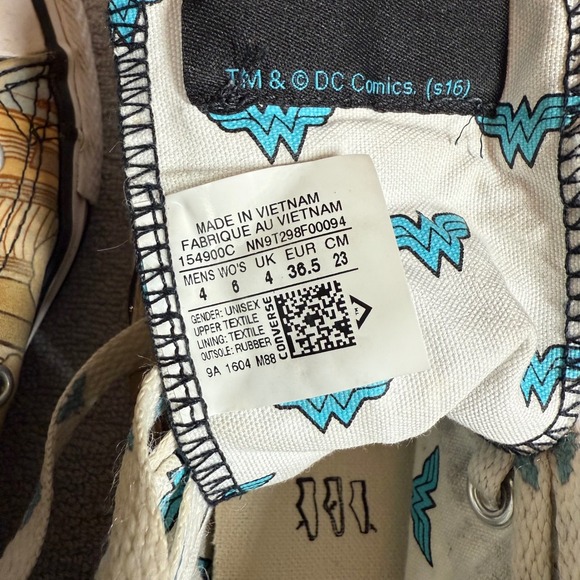 TM & © DC Comics. (s16)
MADE IN VIETNAM
FABRIQUE AU VIETNAM
154900C NN9T298F00094
MENS WO'S UK EUR CM
4 6 4 36.5 23
GENDER: UNISEX
UPPER TEXTILE
LINING: TEXTILE
OUTSOLE: RUBBER
CONVERSE
9A 1604 M88